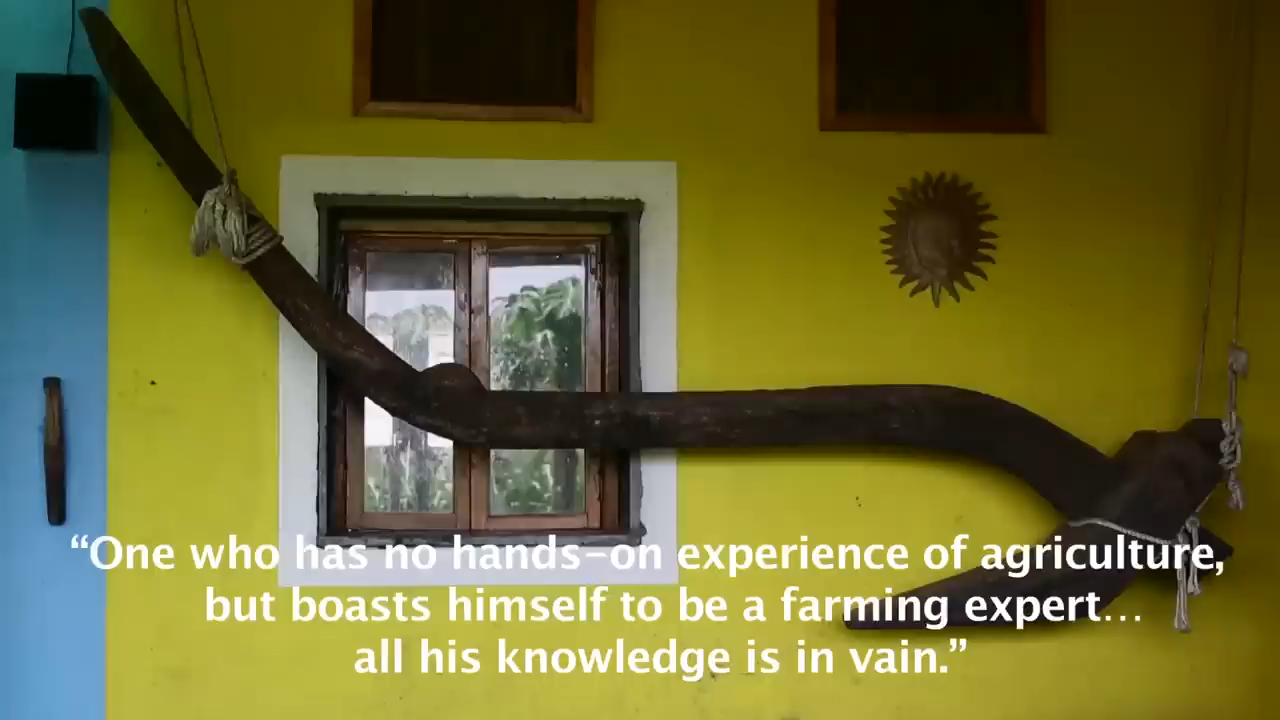 “One who has no hands-on experience of agriculture,
but boasts himself to be a farming expert…
all his knowledge is in vain.”